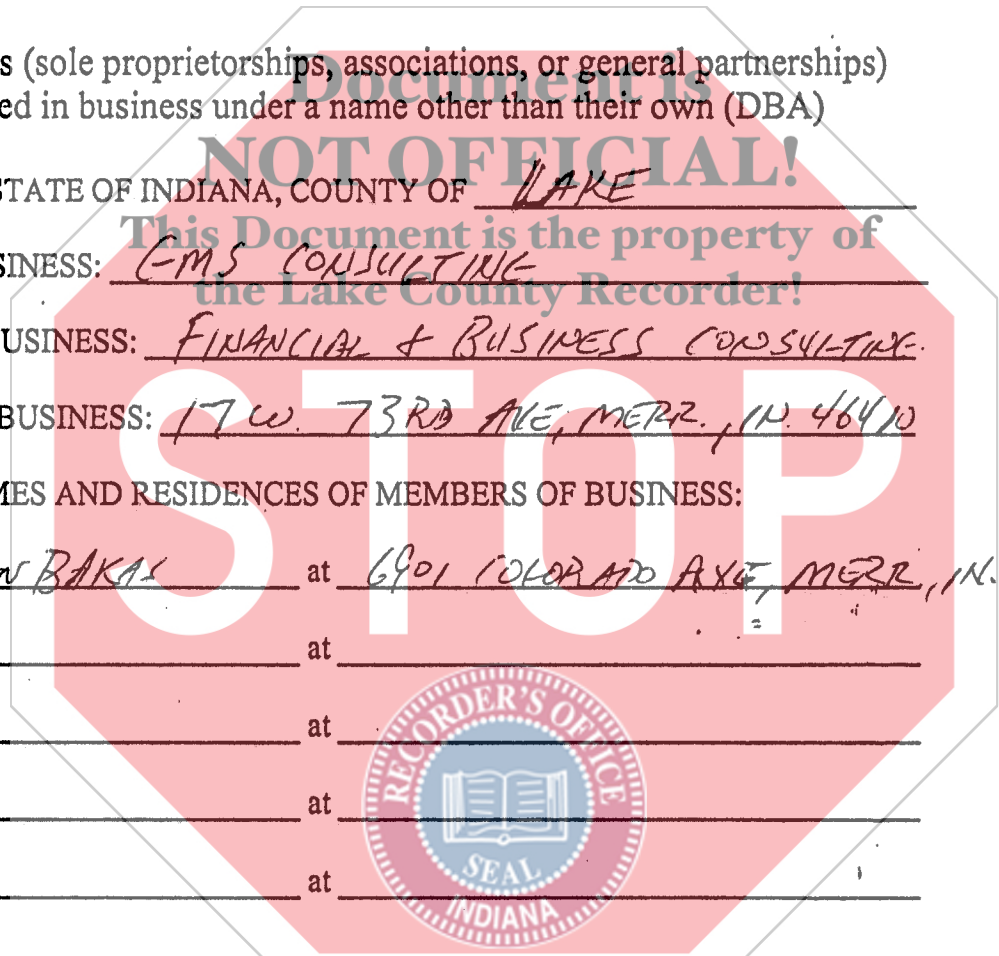 s (sole proprietorships, associations, or general partnerships)
ed in business under a name other than their own (DBA)
Document is
NOT OFFICIAL!
This Document is the property of
the Lake County Recorder!
STATE OF INDIANA, COUNTY OF LAKE
SINESS: GMS CONSULTING
USINESS: FINANCIAL & BUSINESS CONSULTING.
BUSINESS: 17 W. 73RD AVE, MERR., IN. 46410
STOP
MES AND RESIDENCES OF MEMBERS OF BUSINESS:
N BAKAS at 6901 COLORADO AXVE, MERR, IN.
at
at
at
at
RECORDER'S OFFICE
SEAL
INDIANA